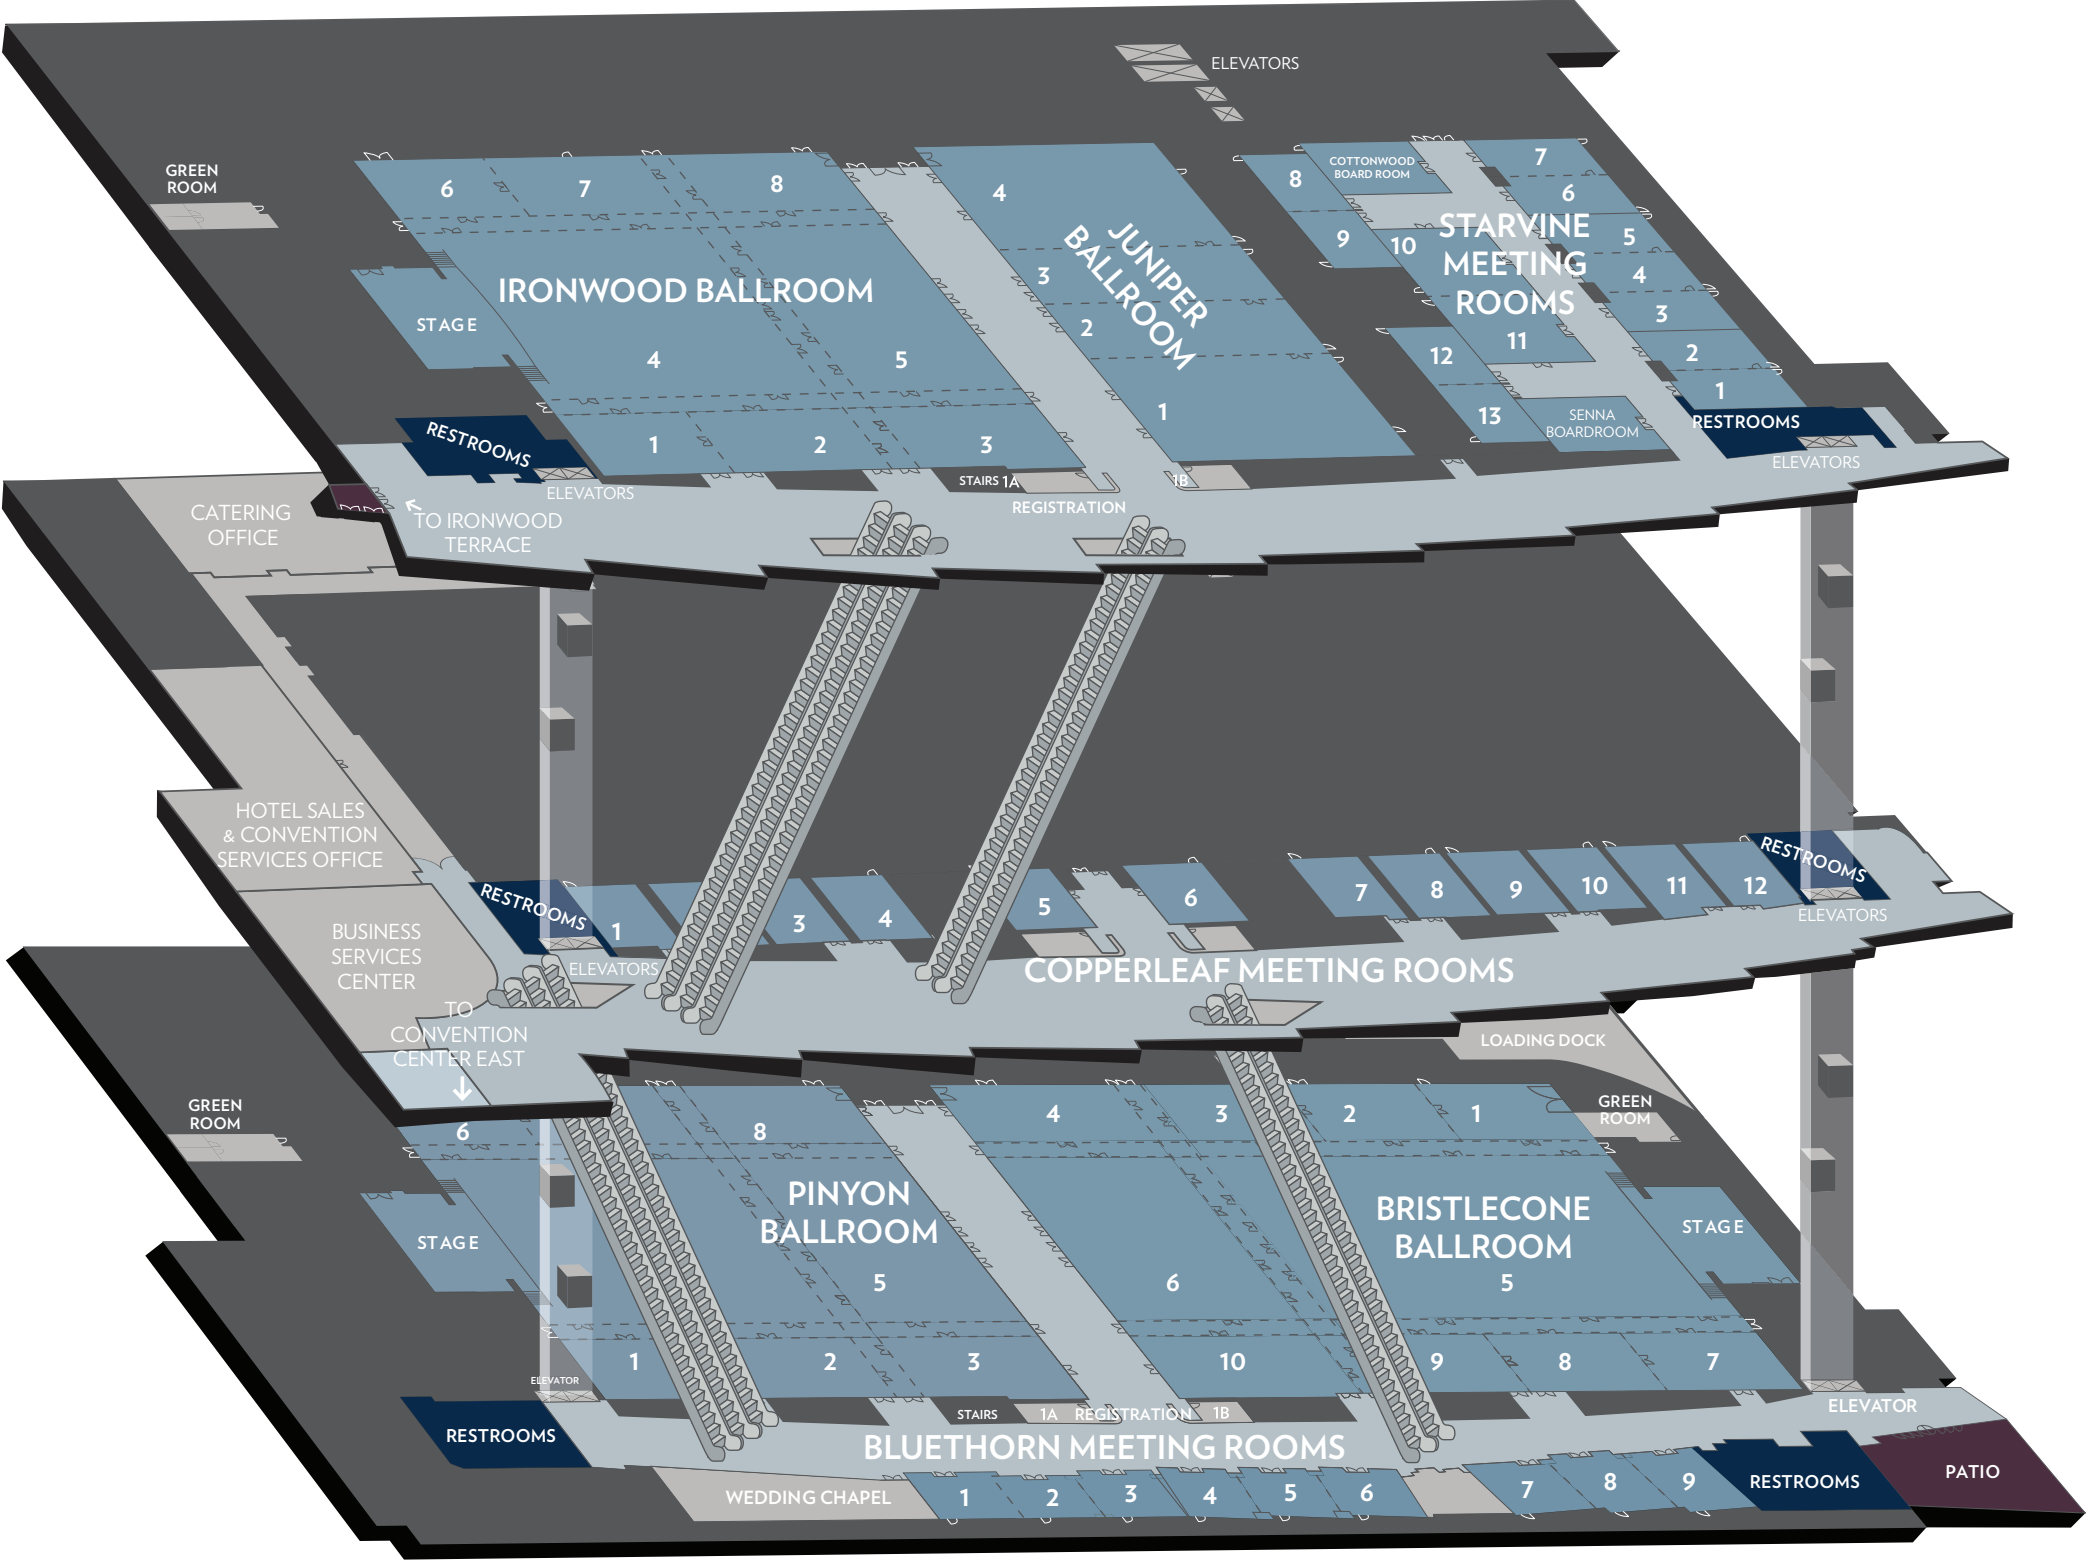 ELEVATORS
GREEN
ROOM
6
7
8
4
8
COTTONWOOD
BOARD ROOM
7
6
JUNIPER
BALLROOM
STARVINE
MEETING
ROOMS
9
10
5
4
3
IRONWOOD BALLROOM
3
2
STAGE
4
5
11
12
2
1
1
13
SENNA
BOARDROOM
RESTROOMS
RESTROOMS
1
2
3
ELEVATORS
ELEVATORS
STAIRS 1A
1B
REGISTRATION
TO IRONWOOD
TERRACE
CATERING
OFFICE
HOTEL SALES
& CONVENTION
SERVICES OFFICE
RESTROOMS
1
3
4
5
6
7
8
9
10
11
12
RESTROOMS
ELEVATORS
ELEVATORS
BUSINESS
SERVICES
CENTER
COPPERLEAF MEETING ROOMS
TO
CONVENTION
CENTER EAST
LOADING DOCK
GREEN
ROOM
GREEN
ROOM
6
8
4
3
2
1
PINYON
BALLROOM
BRISTLECONE
BALLROOM
STAGE
STAGE
5
6
5
1
2
3
10
9
8
7
ELEVATOR
ELEVATOR
STAIRS
1A
REGISTRATION
1B
RESTROOMS
BLUETHORN MEETING ROOMS
WEDDING CHAPEL
1
2
3
4
5
6
7
8
9
RESTROOMS
PATIO